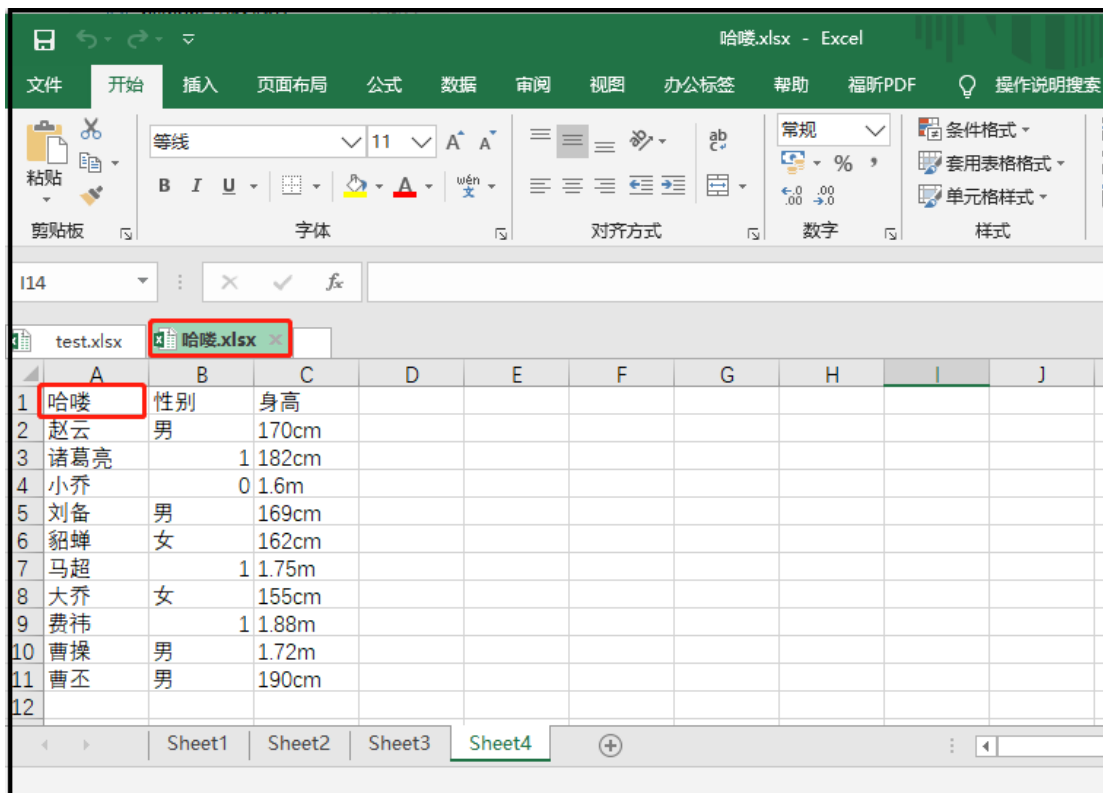 哈喽.xlsx - Excel
文件 开始 插入 页面布局 公式 数据 审阅 视图 办公标签 帮助 福昕PDF 操作说明搜索
粘贴 等线 11 A A ab 常规 条件格式
B I U A wén 文 % , 套用表格格式
.00 .0 单元格样式
剪贴板 字体 对齐方式 数字 样式
I14 fx
test.xlsx 哈喽.xlsx
A B C D E F G H I J
1 哈喽 性别 身高
2 赵云 男 170cm
3 诸葛亮 1 182cm
4 小乔 0 1.6m
5 刘备 男 169cm
6 貂蝉 女 162cm
7 马超 1 1.75m
8 大乔 女 155cm
9 费祎 1 1.88m
10 曹操 男 1.72m
11 曹丕 男 190cm
12
Sheet1 Sheet2 Sheet3 Sheet4